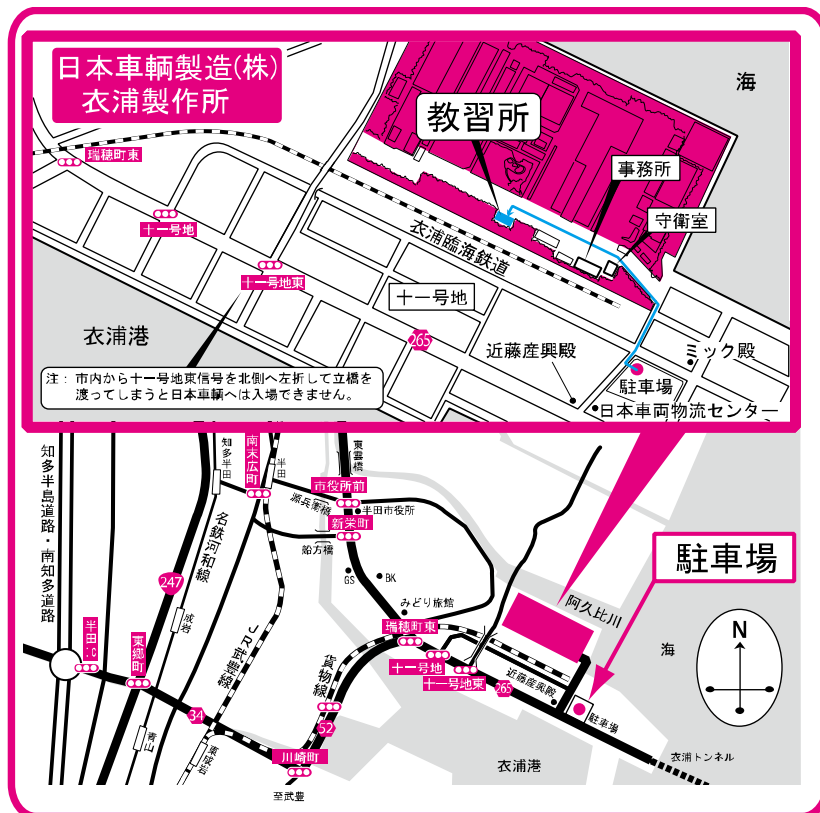 日本車輌製造(株)
衣浦製作所
海
教習所
事務所
守衛室
瑞穂町東
十一号地
衣浦臨海鉄道
十一号地東
十一号地
265
衣浦港
近藤産興殿
ミック殿
駐車場
日本車両物流センター
注： 市内から十一号地東信号を北側へ左折して立橋を
渡ってしまうと日本車輌へは入場できません。
知多半島道路・南知多道路
知多半田
南末広町
半田
東雲橋
市役所前
源兵衛橋
半田市役所
新栄町
船方橋
名鉄河和線
247
GS
BK
みどり旅館
駐車場
阿久比川
成岩
JR武豊線
瑞穂町東
半田I.C
東郷町
貨物線
十一号地
十一号地東
265
近藤産興殿
海
N
34
52
駐車場
青山
東成岩
川崎町
衣浦港
衣浦トンネル
至武豊